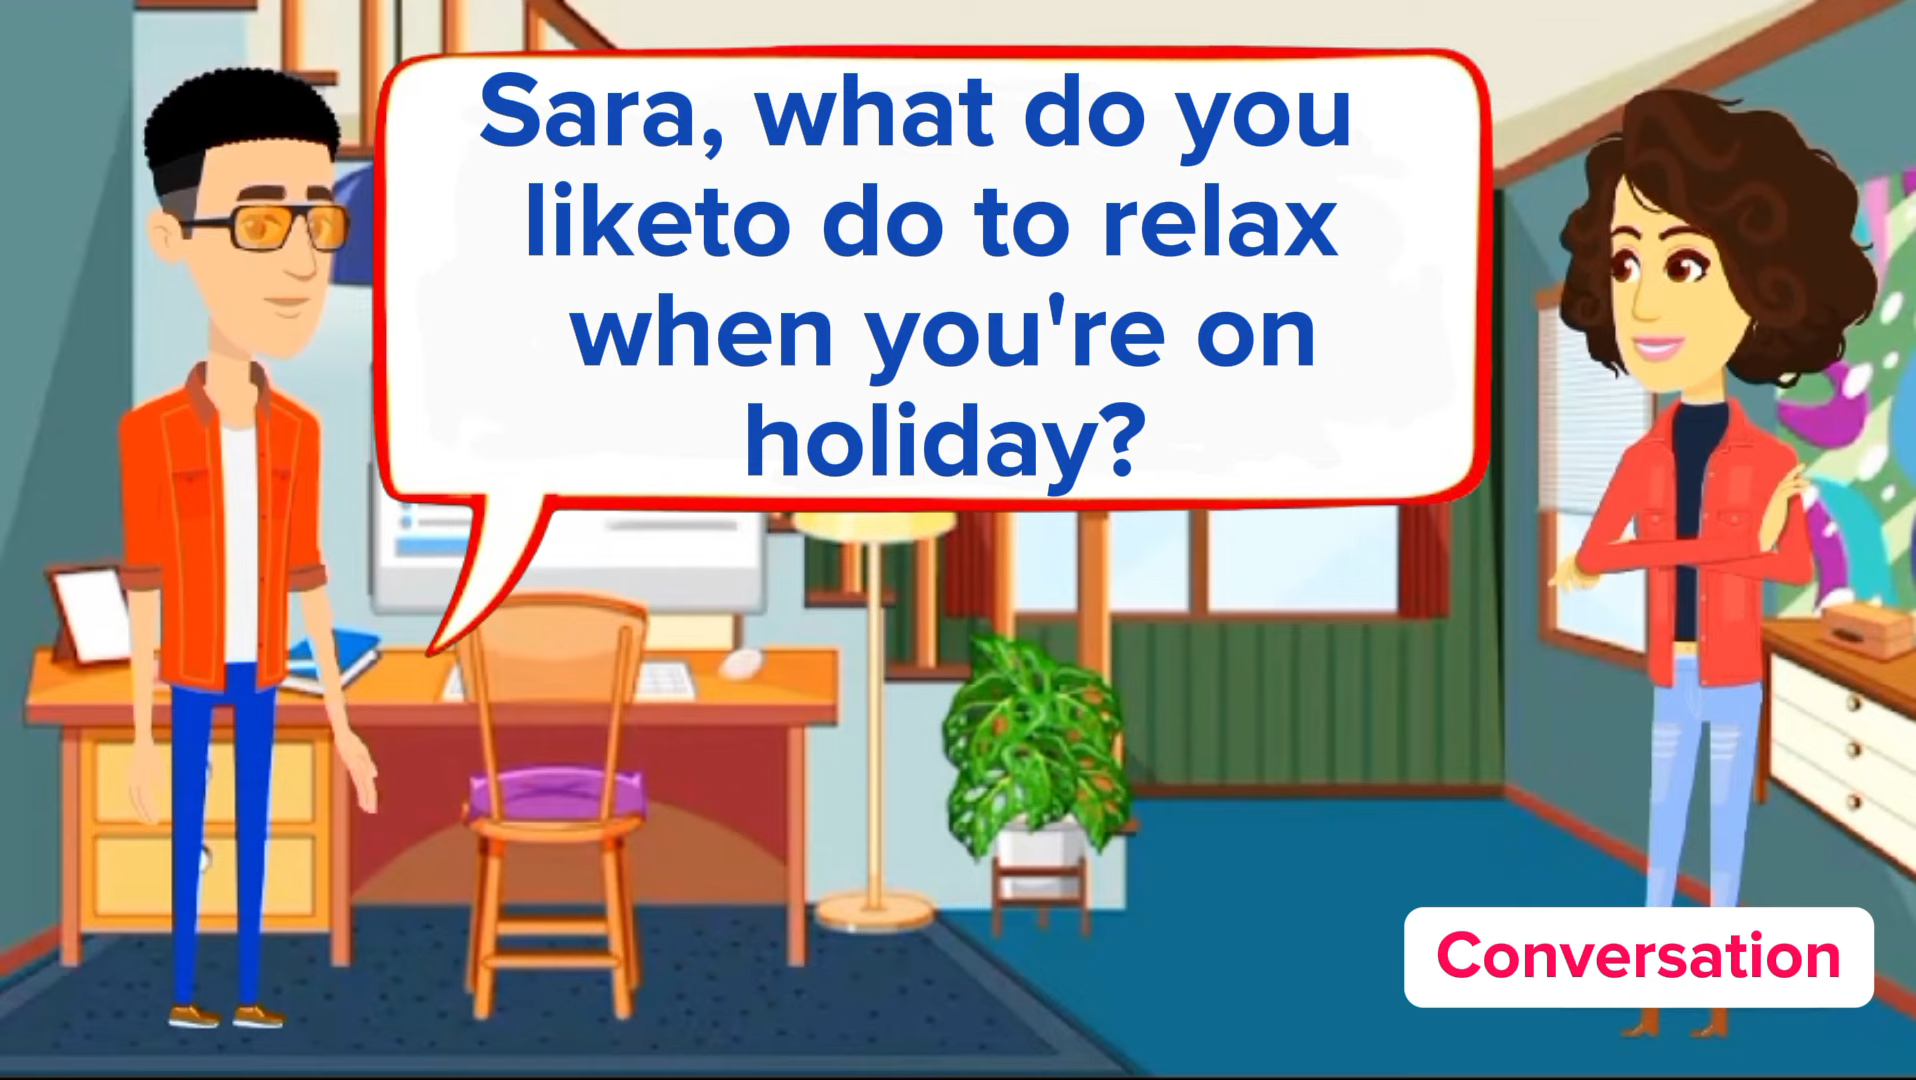 Sara, what do you
liketo do to relax
when you're on
holiday?
Conversation